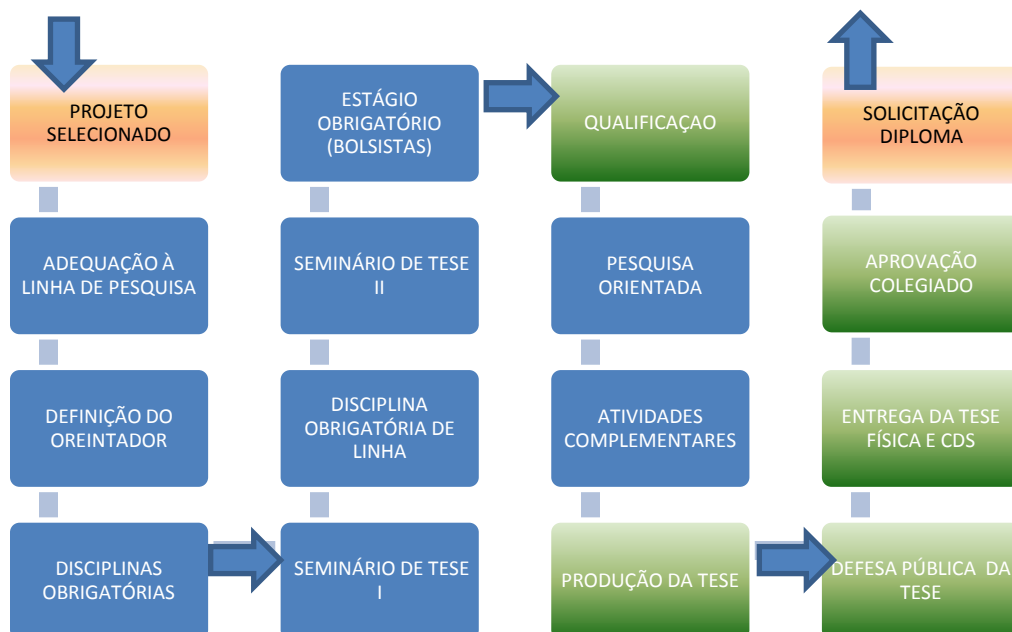 PROJETO
SELECIONADO
ADEQUAÇÃO À
LINHA DE PESQUISA
DEFINIÇÃO DO
OREINTADOR
DISCIPLINAS
OBRIGATÓRIAS
SEMINÁRIO DE TESE
I
DISCIPLINA
OBRIGATÓRIA DE
LINHA
SEMINÁRIO DE TESE
II
ESTÁGIO
OBRIGATÓRIO
(BOLSISTAS)
QUALIFICAÇAO
PESQUISA
ORIENTADA
ATIVIDADES
COMPLEMENTARES
PRODUÇÃO DA TESE
DEFESA PÚBLICA DA
TESE
ENTREGA DA TESE
FÍSICA E CDS
APROVAÇÃO
COLEGIADO
SOLICITAÇÃO
DIPLOMA